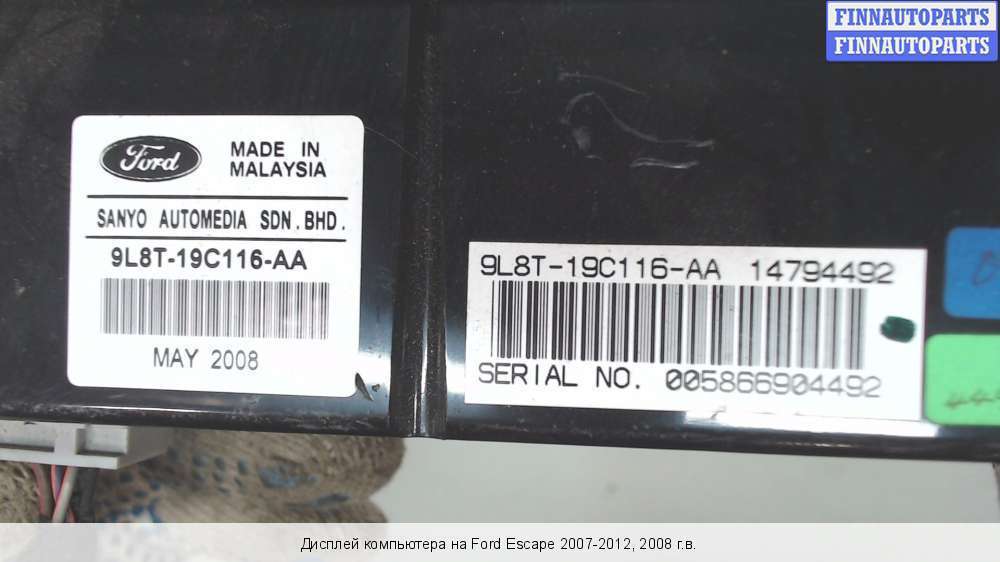 FINNAUTOPARTS
FINNAUTOPARTS
Ford
MADE IN
MALAYSIA
SANYO AUTOMEDIA SDN.BHD.
9L8T-19C116-AA
MAY 2008
9L8T-19C116-AA 14794492
SERIAL NO. 005866904492
Дисплей компьютера на Ford Escape 2007-2012, 2008 г.в.